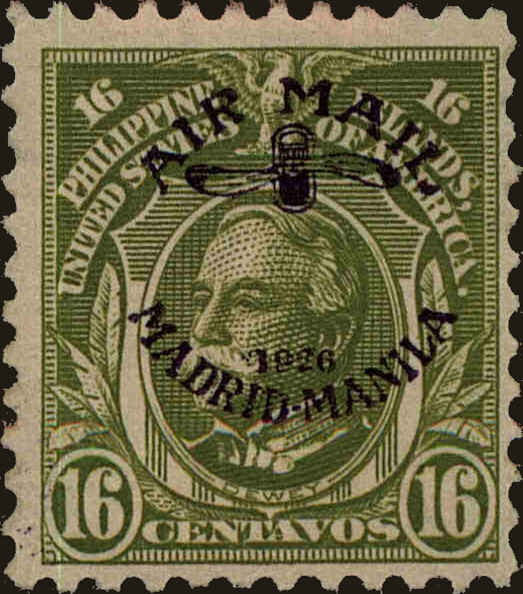 16 16
PHILIPPINE ISLANDS,
UNITED STATES OF AMERICA.
AIR MAIL
1926
MADRID-MANILA
DEWEY
16 CENTAVOS 16